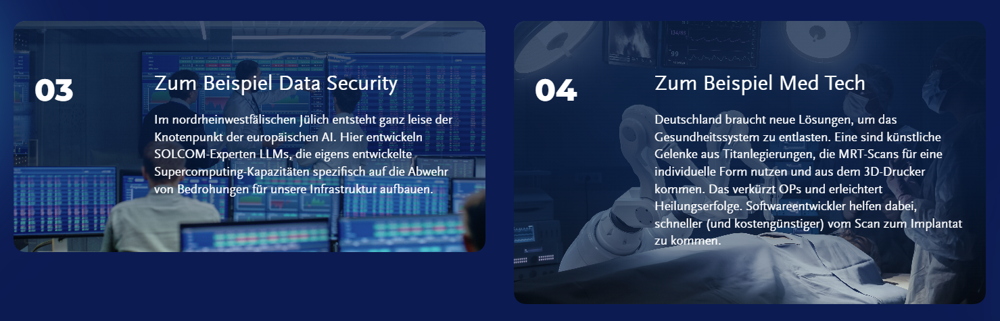 03
Zum Beispiel Data Security
Im nordrheinwestfälischen Jülich entsteht ganz leise der
Knotenpunkt der europäischen AI. Hier entwickeln
SOLCOM-Experten LLMs, die eigens entwickelte
Supercomputing-Kapazitäten spezifisch auf die Abwehr
von Bedrohungen für unsere Infrastruktur aufbauen.
04
Zum Beispiel Med Tech
Deutschland braucht neue Lösungen, um das
Gesundheitssystem zu entlasten. Eine sind künstliche
Gelenke aus Titanlegierungen, die MRT-Scans für eine
individuelle Form nutzen und aus dem 3D-Drucker
kommen. Das verkürzt OPs und erleichtert
Heilungserfolge. Softwareentwickler helfen dabei,
schneller (und kostengünstiger) vom Scan zum Implantat
zu kommen.
134/83
99